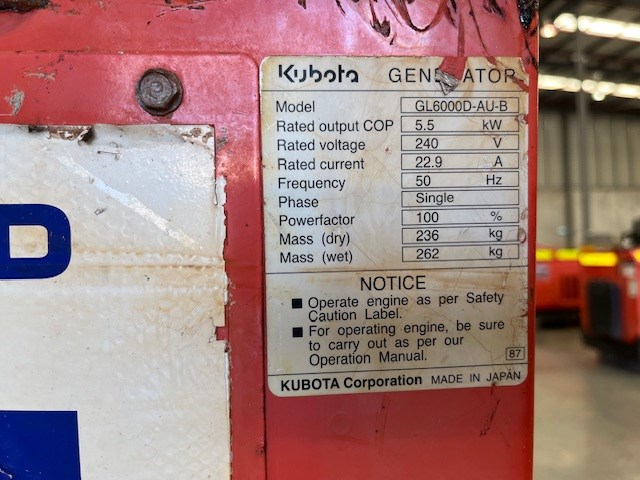 Kubota GENERATOR
Model GL6000D-AU-B
Rated output COP 5.5 kW
Rated voltage 240 V
Rated current 22.9 A
Frequency 50 Hz
Phase Single
Powerfactor 100 %
Mass (dry) 236 kg
Mass (wet) 262 kg
NOTICE
■ Operate engine as per Safety
Caution Label.
■ For operating engine, be sure
to carry out as per our
Operation Manual.
87
KUBOTA Corporation MADE IN JAPAN